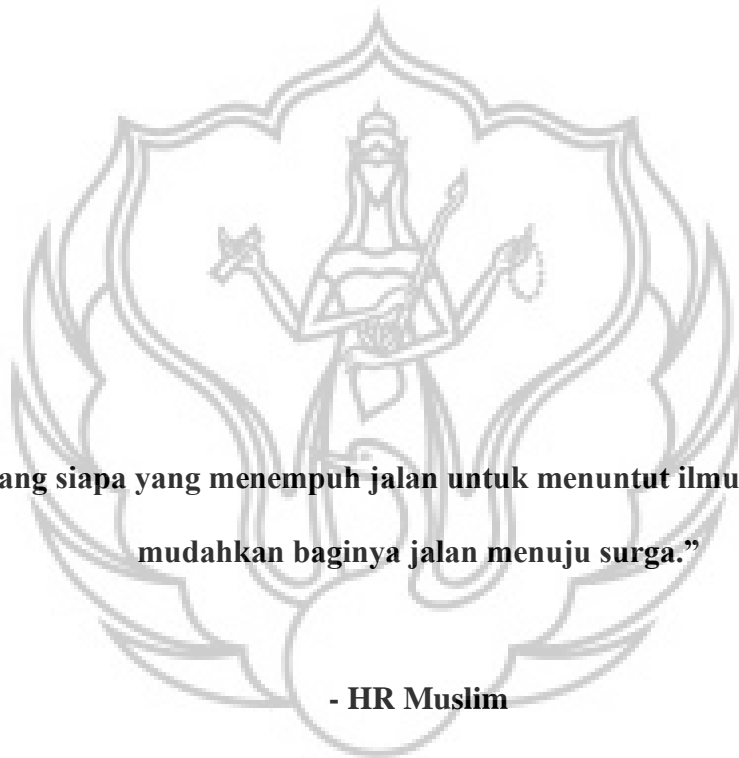 ang siapa yang menempuh jalan untuk menuntut ilmu
mudahkan baginya jalan menuju surga.”
- HR Muslim